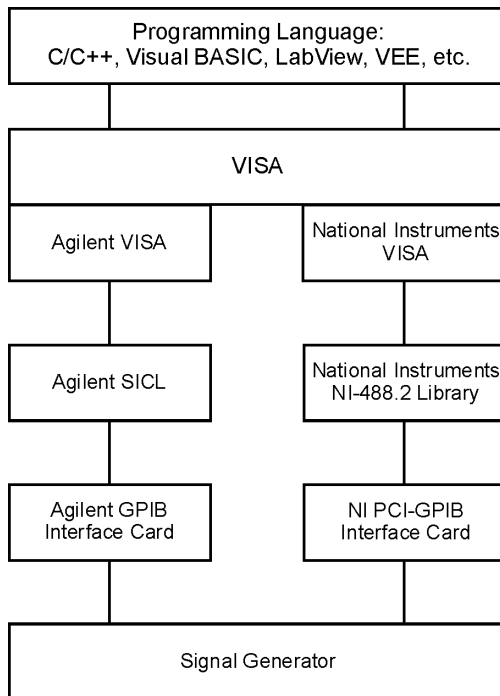 Programming Language:
C/C++, Visual BASIC, LabView, VEE, etc.
VISA
Agilent VISA
National Instruments
VISA
Agilent SICL
National Instruments
NI-488.2 Library
Agilent GPIB
Interface Card
NI PCI-GPIB
Interface Card
Signal Generator